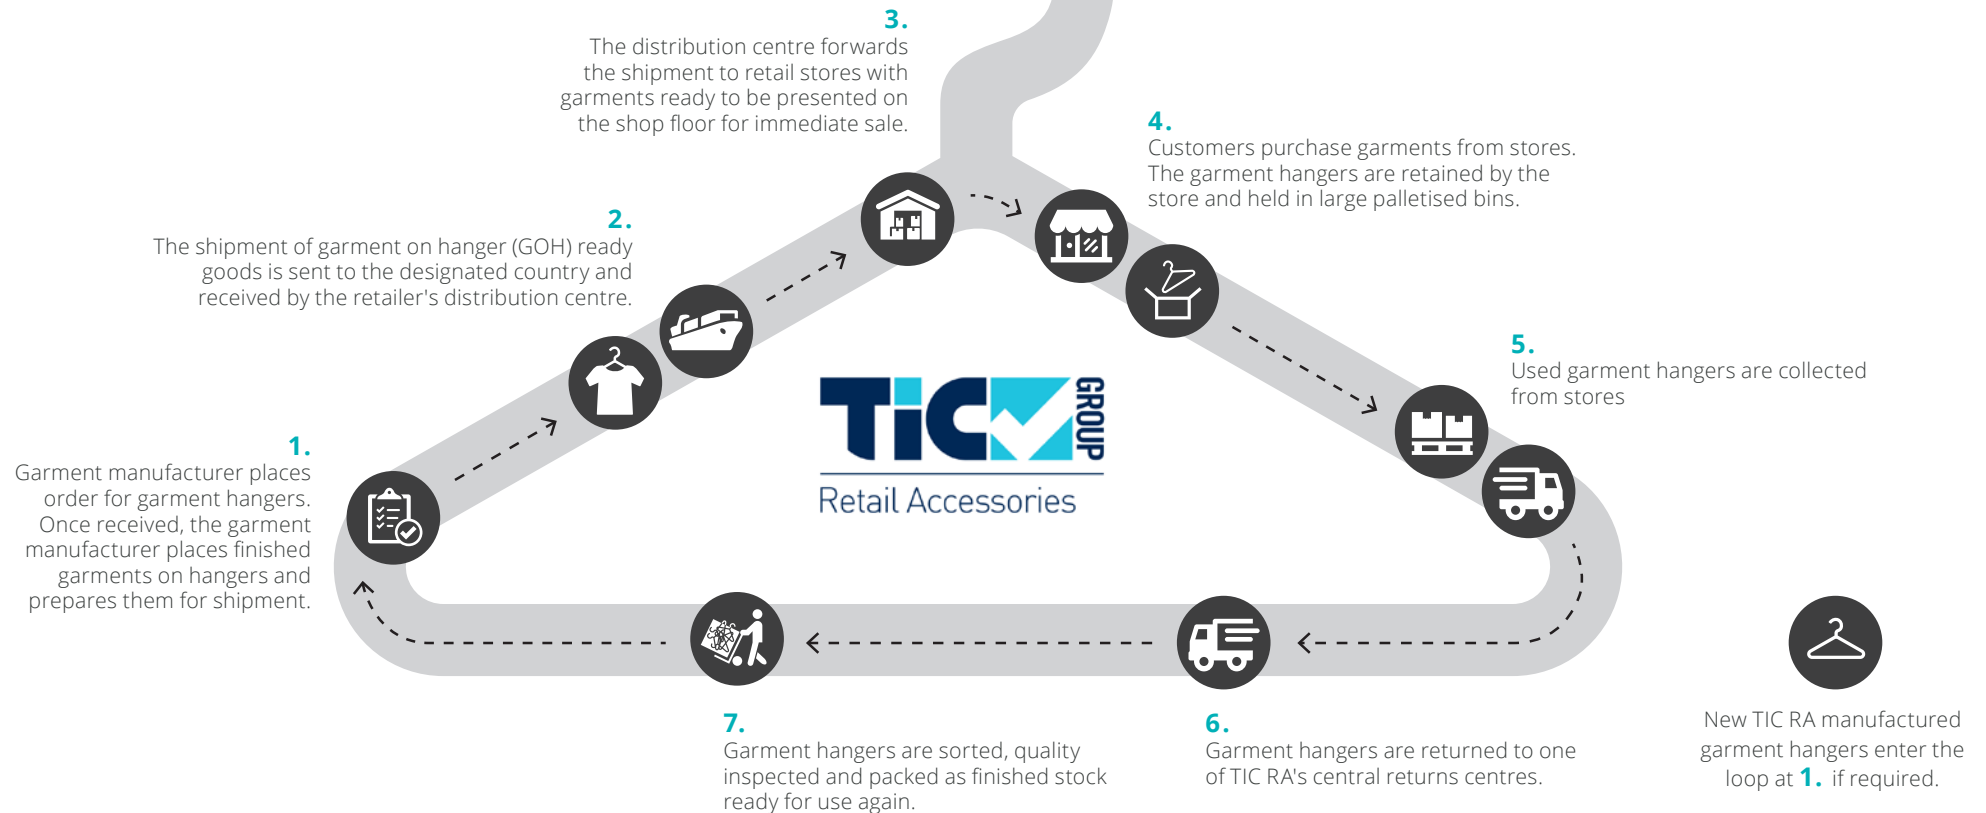 1.
Garment manufacturer places
order for garment hangers.
Once received, the garment
manufacturer places finished
garments on hangers and
prepares them for shipment.
2.
The shipment of garment on hanger (GOH) ready
goods is sent to the designated country and
received by the retailer's distribution centre.
3.
The distribution centre forwards
the shipment to retail stores with
garments ready to be presented on
the shop floor for immediate sale.
4.
Customers purchase garments from stores.
The garment hangers are retained by the
store and held in large palletised bins.
5.
Used garment hangers are collected
from stores
6.
Garment hangers are returned to one
of TIC RA's central returns centres.
7.
Garment hangers are sorted, quality
inspected and packed as finished stock
ready for use again.
TiC GROUP
Retail Accessories
New TIC RA manufactured
garment hangers enter the
loop at 1. if required.